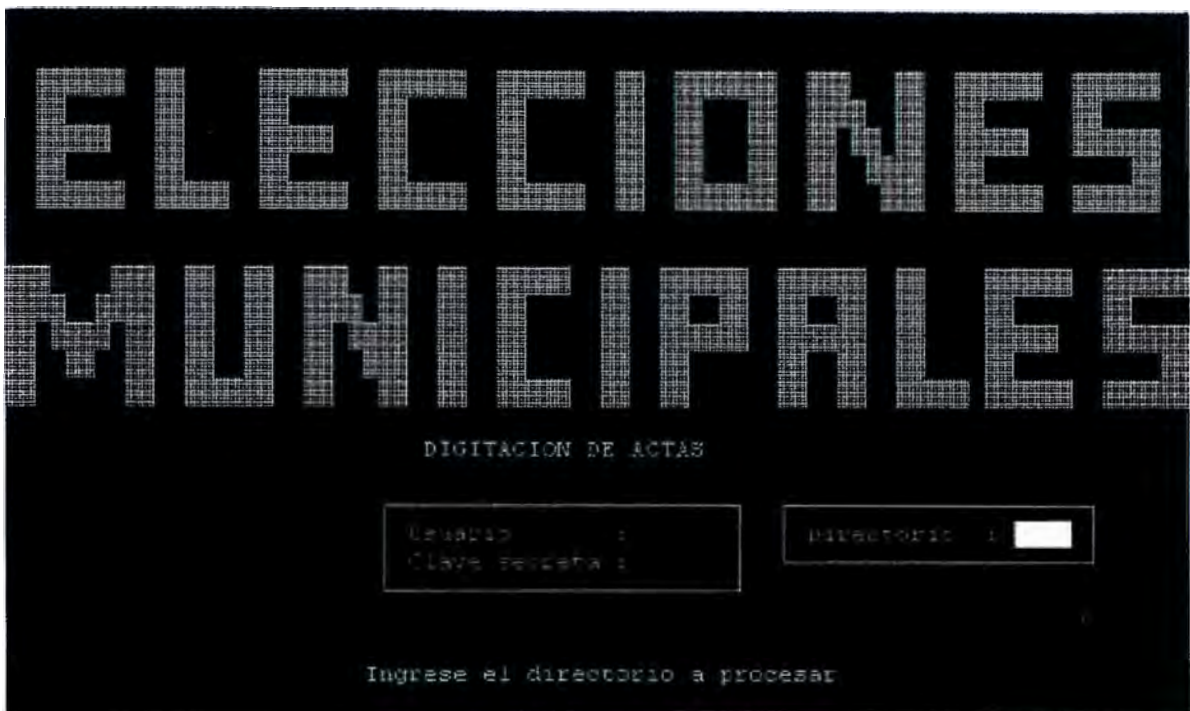 ELECCIONES
MUNICIPALES
DIGITACION DE ACTAS
Usuario :
Clave secreta :
Directorio :
Ingrese el directorio a procesar